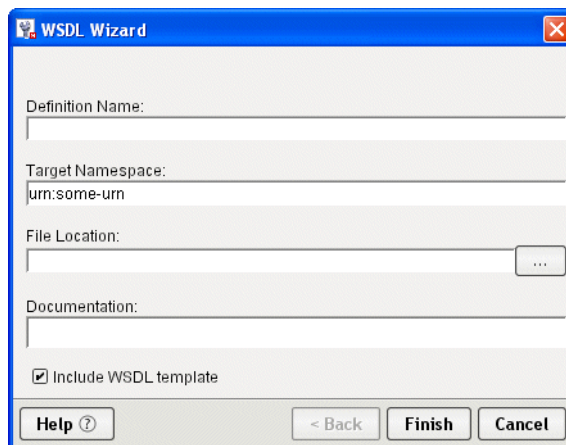 WSDL Wizard
Definition Name:
Target Namespace:
urn:some-urn
File Location:
...
Documentation:
Include WSDL template
Help ?
< Back
Finish
Cancel